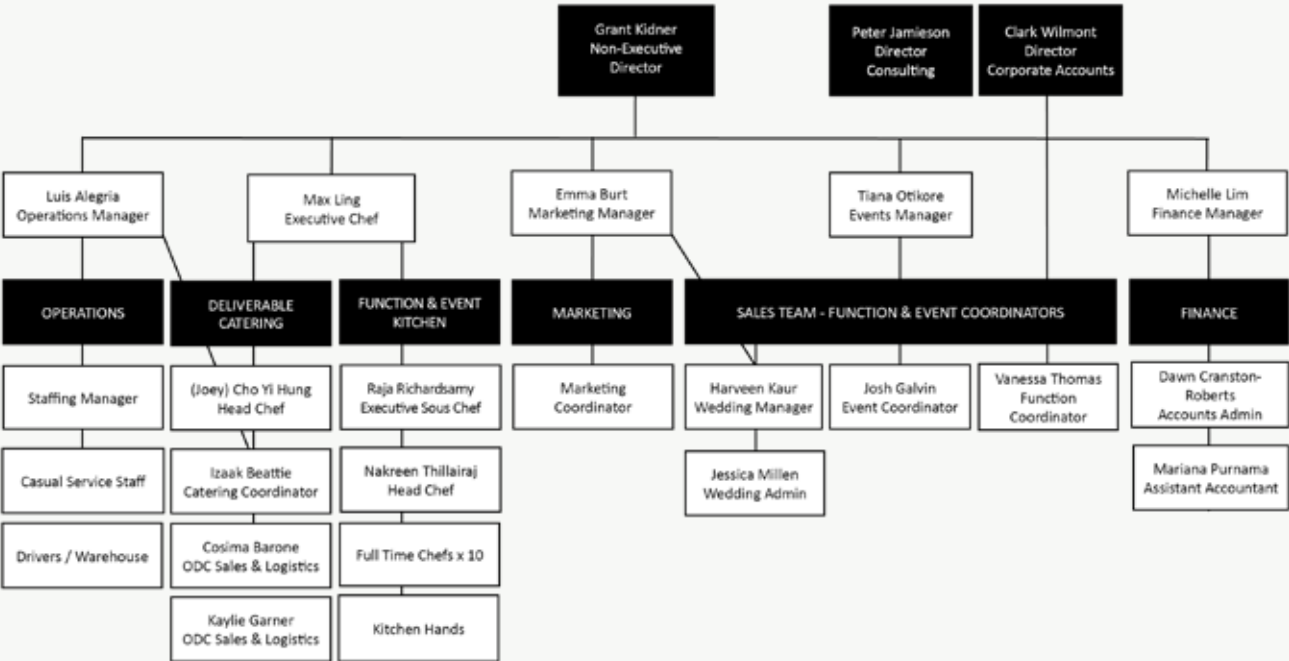 Grant Kidner
Non-Executive
Director
Peter Jamieson
Director
Consulting
Clark Wilmont
Director
Corporate Accounts
Luis Alegria
Operations Manager
Max Ling
Executive Chef
Emma Burt
Marketing Manager
Tiana Otikore
Events Manager
Michelle Lim
Finance Manager
OPERATIONS
DELIVERABLE
CATERING
FUNCTION & EVENT
KITCHEN
MARKETING
SALES TEAM - FUNCTION & EVENT COORDINATORS
FINANCE
Staffing Manager
(Joey) Cho Yi Hung
Head Chef
Raja Richardsamy
Executive Sous Chef
Marketing
Coordinator
Harveen Kaur
Wedding Manager
Josh Galvin
Event Coordinator
Vanessa Thomas
Function
Coordinator
Dawn Cranston-
Roberts
Accounts Admin
Casual Service Staff
Izaak Beattie
Catering Coordinator
Nakreen Thillairaj
Head Chef
Jessica Millen
Wedding Admin
Mariana Purnama
Assistant Accountant
Drivers / Warehouse
Cosima Barone
ODC Sales & Logistics
Full Time Chefs x 10
Kaylie Garner
ODC Sales & Logistics
Kitchen Hands